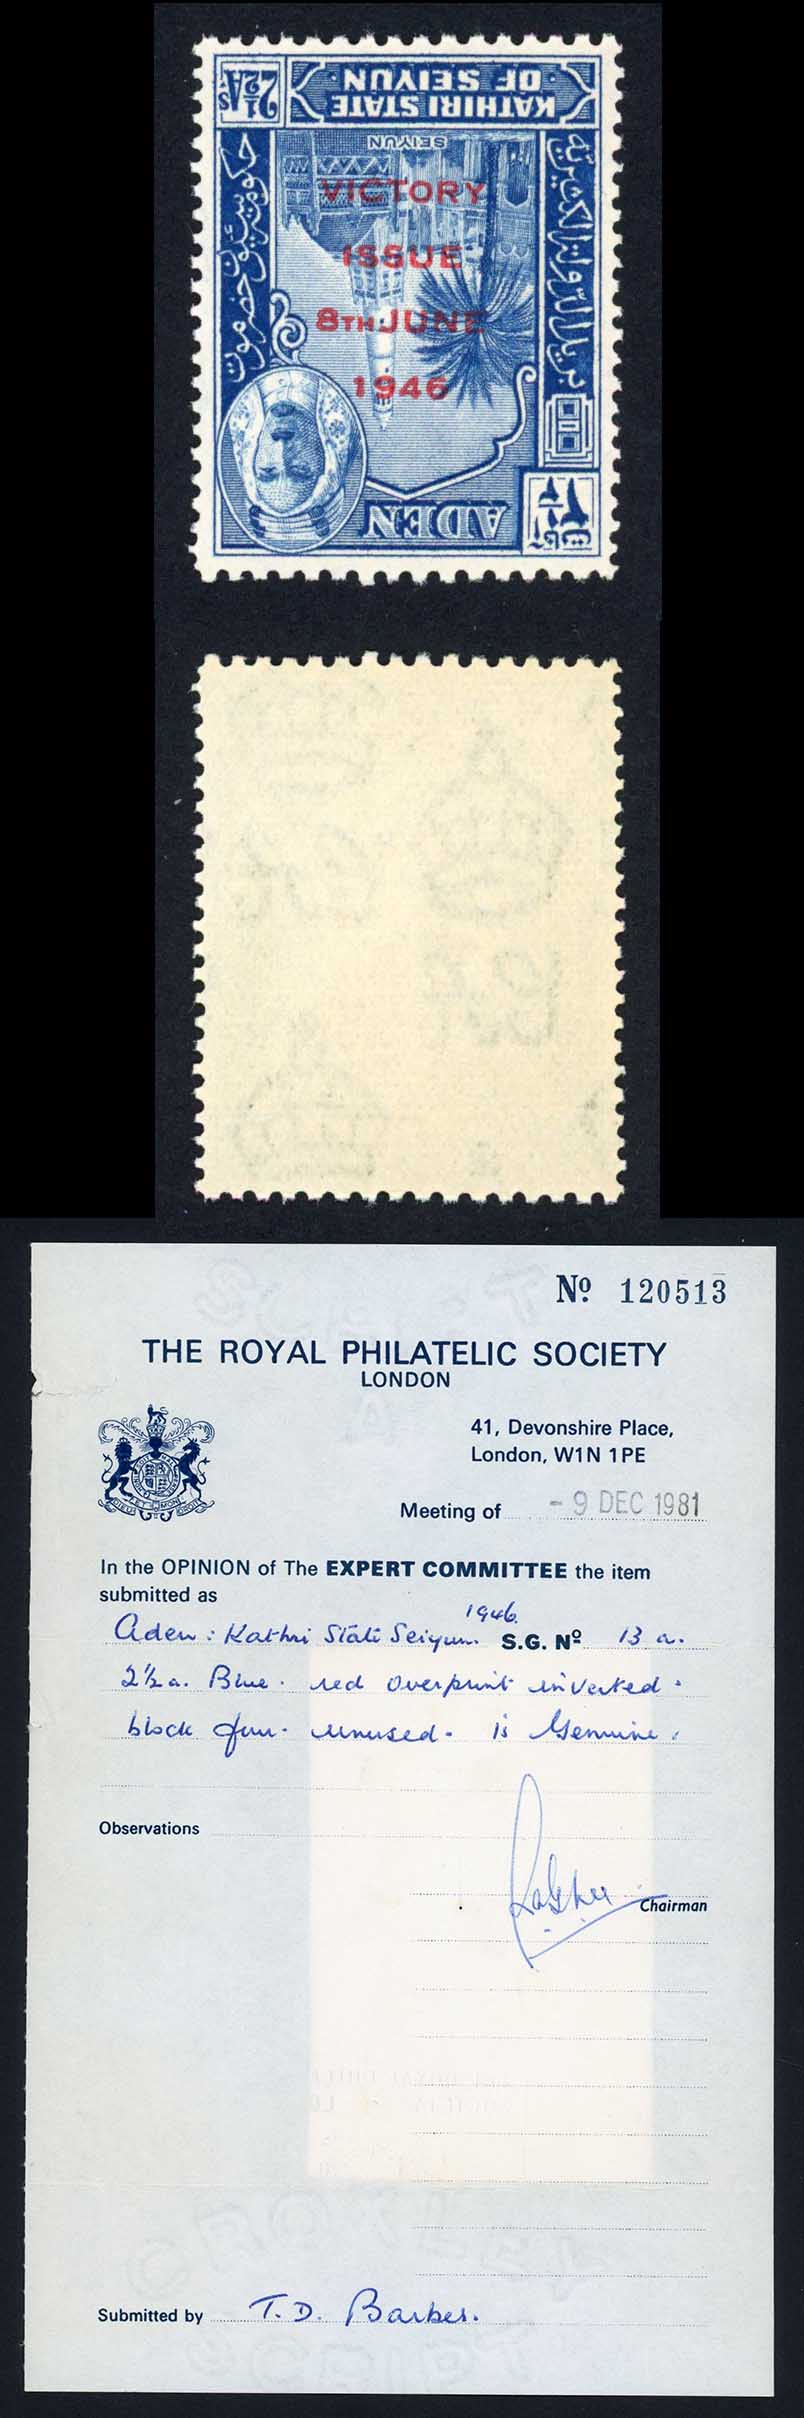 2½As
KATHIRI STATE
OF SEIYUN
SEIYUN
VICTORY
ISSUE
8TH JUNE
1946
ADEN
Nº 120513
THE ROYAL PHILATELIC SOCIETY
LONDON
41, Devonshire Place,
London, W1N 1PE
Meeting of - 9 DEC 1981
In the OPINION of The EXPERT COMMITTEE the item
submitted as
Aden: Kathri State Seiyun. 1946. S.G. Nº 13 a.
2½a. Blue. red overprint inverted.
block four. unused. is Genuine.
Observations
Chairman
Submitted by T.D. Barber.